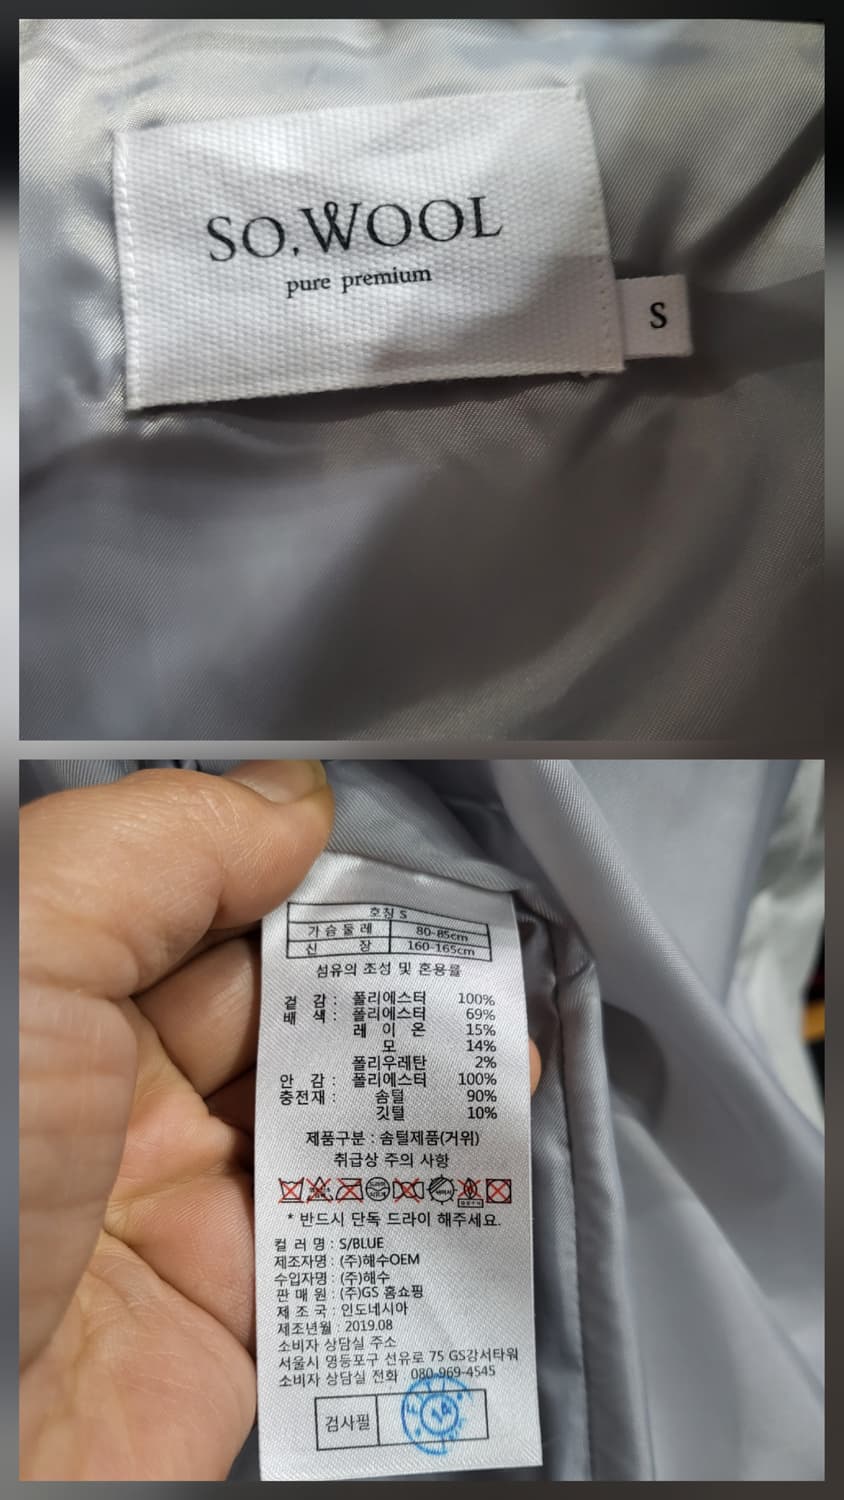 SO,WOOL
pure premium
S
호칭 S
가슴둘레 80-85cm
신 장 160-165cm
섬유의 조성 및 혼용률
겉 감 : 폴리에스터 100%
배 색 : 폴리에스터 69%
레 이 온 15%
모 14%
폴리우레탄 2%
안 감 : 폴리에스터 100%
충전재 : 솜털 90%
깃털 10%
제품구분 : 솜털제품(거위)
취급상 주의 사항
* 반드시 단독 드라이 해주세요.
컬 러 명 : S/BLUE
제조자명 : (주)해수OEM
수입자명 : (주)해수
판 매 원 : (주)GS 홈쇼핑
제 조 국 : 인도네시아
제조년월 : 2019.08
소비자 상담실 주소
서울시 영등포구 선유로 75 GS강서타워
소비자 상담실 전화 080-969-4545
검사필